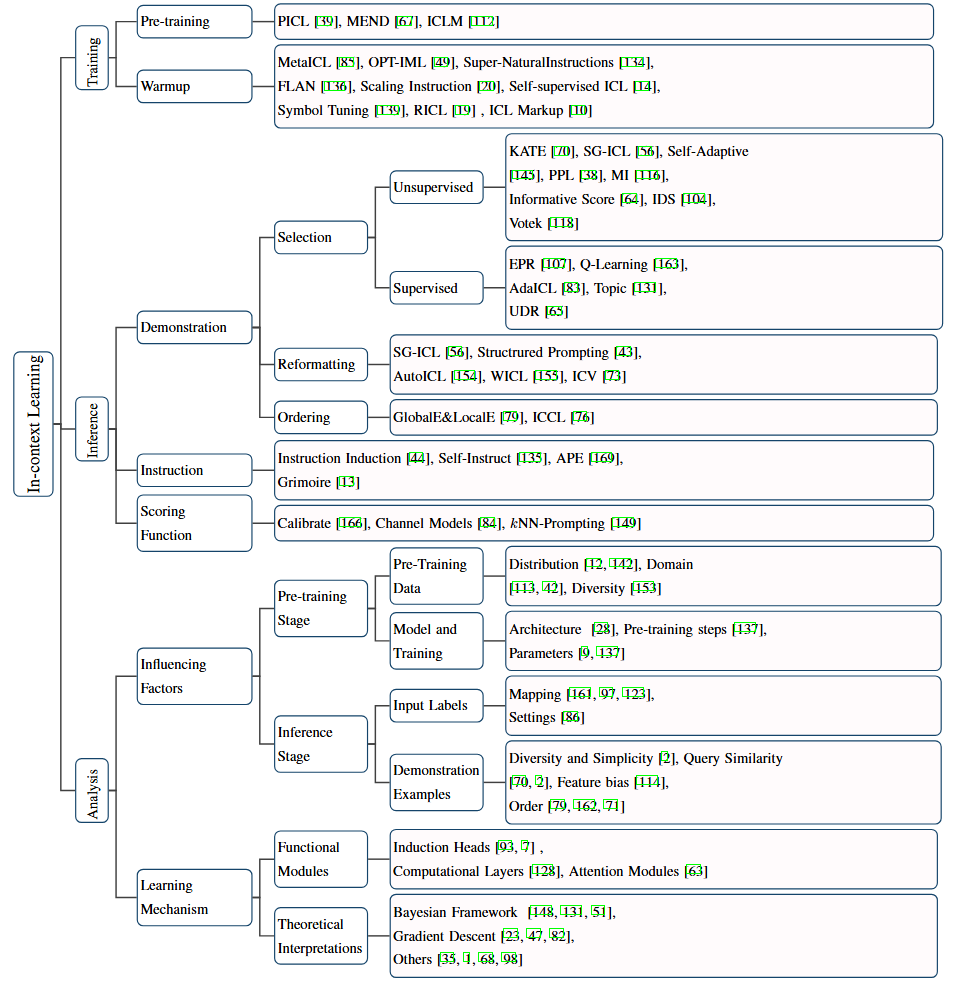 In-context Learning
Training
Pre-training
PICL [39], MEND [67], ICLM [112]
Warmup
MetaICL [85], OPT-IML [49], Super-NaturalInstructions [134],
FLAN [136], Scaling Instruction [20], Self-supervised ICL [14],
Symbol Tuning [139], RICL [19] , ICL Markup [10]
Inference
Demonstration
Selection
Unsupervised
KATE [70], SG-ICL [56], Self-Adaptive
[145], PPL [38], MI [116],
Informative Score [64], IDS [104],
Votek [118]
Supervised
EPR [107], Q-Learning [163],
AdaICL [83], Topic [131],
UDR [65]
Reformatting
SG-ICL [56], Structrured Prompting [43],
AutoICL [154], WICL [155], ICV [73]
Ordering
GlobalE&LocalE [79], ICCL [76]
Instruction
Instruction Induction [44], Self-Instruct [135], APE [169],
Grimoire [13]
Scoring
Function
Calibrate [166], Channel Models [84], kNN-Prompting [149]
Analysis
Influencing
Factors
Pre-training
Stage
Pre-Training
Data
Distribution [12, 142], Domain
[113, 42], Diversity [153]
Model and
Training
Architecture [28], Pre-training steps [137],
Parameters [9, 137]
Inference
Stage
Input Labels
Mapping [161, 97, 123],
Settings [86]
Demonstration
Examples
Diversity and Simplicity [2], Query Similarity
[70, 2], Feature bias [114],
Order [79, 162, 71]
Learning
Mechanism
Functional
Modules
Induction Heads [93, 7] ,
Computational Layers [128], Attention Modules [63]
Theoretical
Interpretations
Bayesian Framework [148, 131, 51],
Gradient Descent [23, 47, 82],
Others [35, 1, 68, 98]